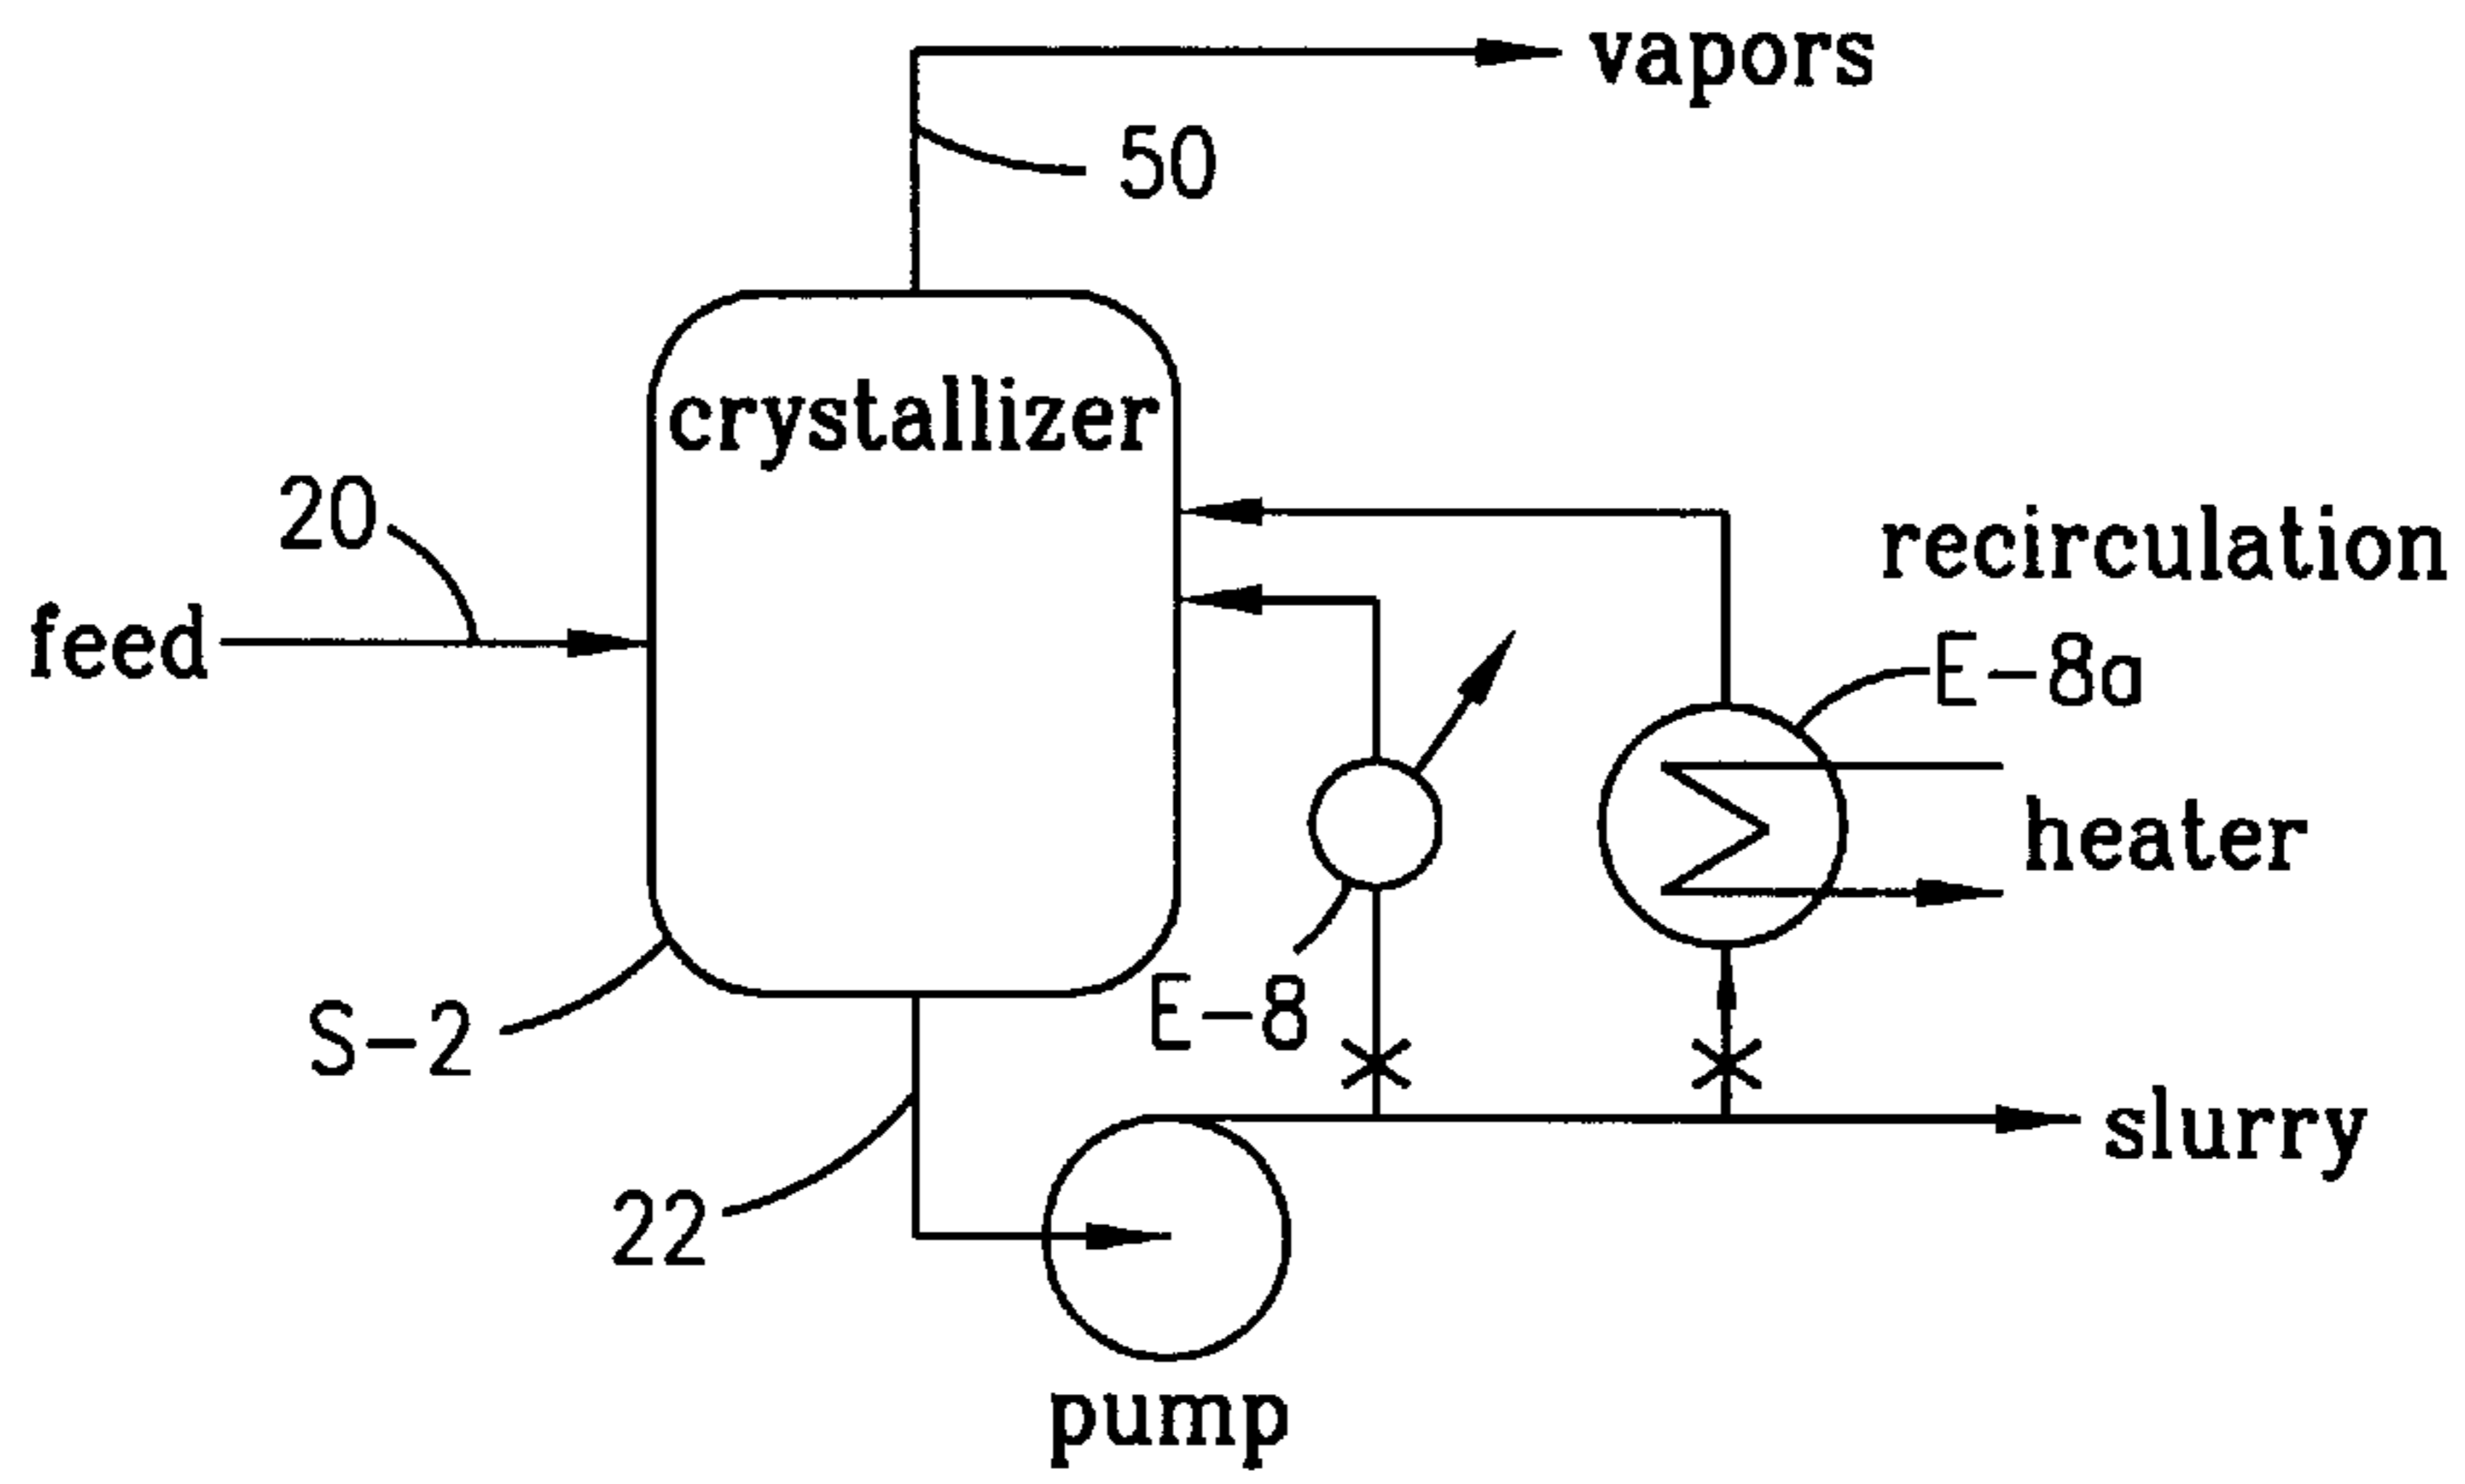 vapors
50
crystallizer
20
feed
recirculation
E-8a
heater
E-8
S-2
slurry
22
pump